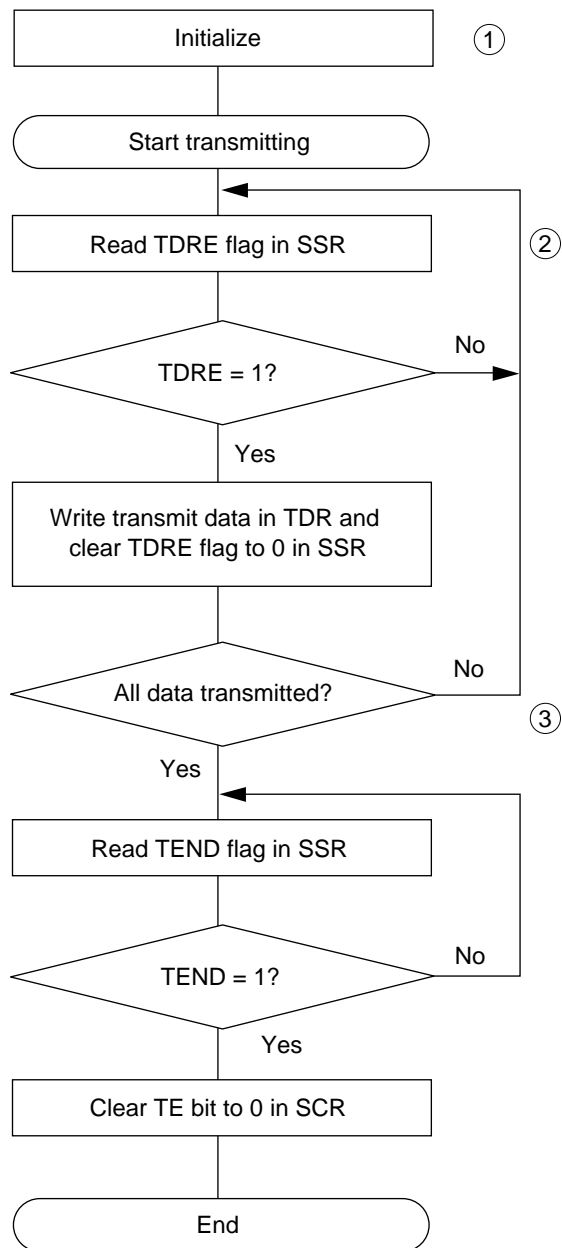 Initialize
①
Start transmitting
Read TDRE flag in SSR
②
TDRE = 1?
No
Yes
Write transmit data in TDR and
clear TDRE flag to 0 in SSR
All data transmitted?
No
③
Yes
Read TEND flag in SSR
TEND = 1?
No
Yes
Clear TE bit to 0 in SCR
End